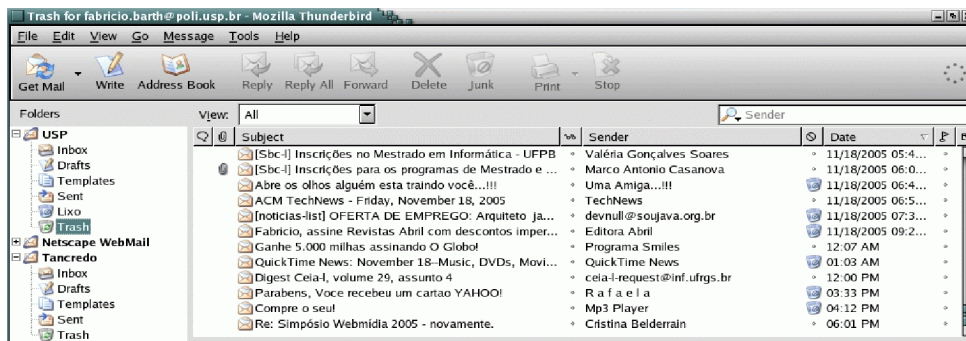 Trash for fabricio.barth@poli.usp.br - Mozilla Thunderbird
File Edit View Go Message Tools Help
Get Mail Write Address Book Reply Reply All Forward Delete Junk Print Stop
Folders View: All Sender
Subject Sender Date
USP
Inbox
Drafts
Templates
Sent
Lixo
Trash
Netscape WebMail
Tancredo
Inbox
Drafts
Templates
Sent
Trash
[Sbc-l] Inscrições no Mestrado em Informática - UFPB Valéria Gonçalves Soares 11/18/2005 05:4...
[Sbc-l] Inscrições para os programas de Mestrado e ... Marco Antonio Casanova 11/18/2005 06:0...
Abre os olhos alguém esta traindo você...!!! Uma Amiga...!!! 11/18/2005 06:4...
ACM TechNews - Friday, November 18, 2005 TechNews 11/18/2005 06:5...
[noticias-list] OFERTA DE EMPREGO: Arquiteto ja... devnull@soujava.org.br 11/18/2005 07:3...
Fabricio, assine Revistas Abril com descontos imper... Editora Abril 11/18/2005 09:2...
Ganhe 5.000 milhas assinando O Globo! Programa Smiles 12:07 AM
QuickTime News: November 18--Music, DVDs, Movi... QuickTime News 01:03 AM
Digest Ceia-l, volume 29, assunto 4 ceia-l-request@inf.ufrgs.br 12:00 PM
Parabens, Voce recebeu um cartao YAHOO! R a f a e l a 03:33 PM
Compre o seu! Mp3 Player 04:12 PM
Re: Simpósio Webmídia 2005 - novamente. Cristina Belderrain 06:01 PM